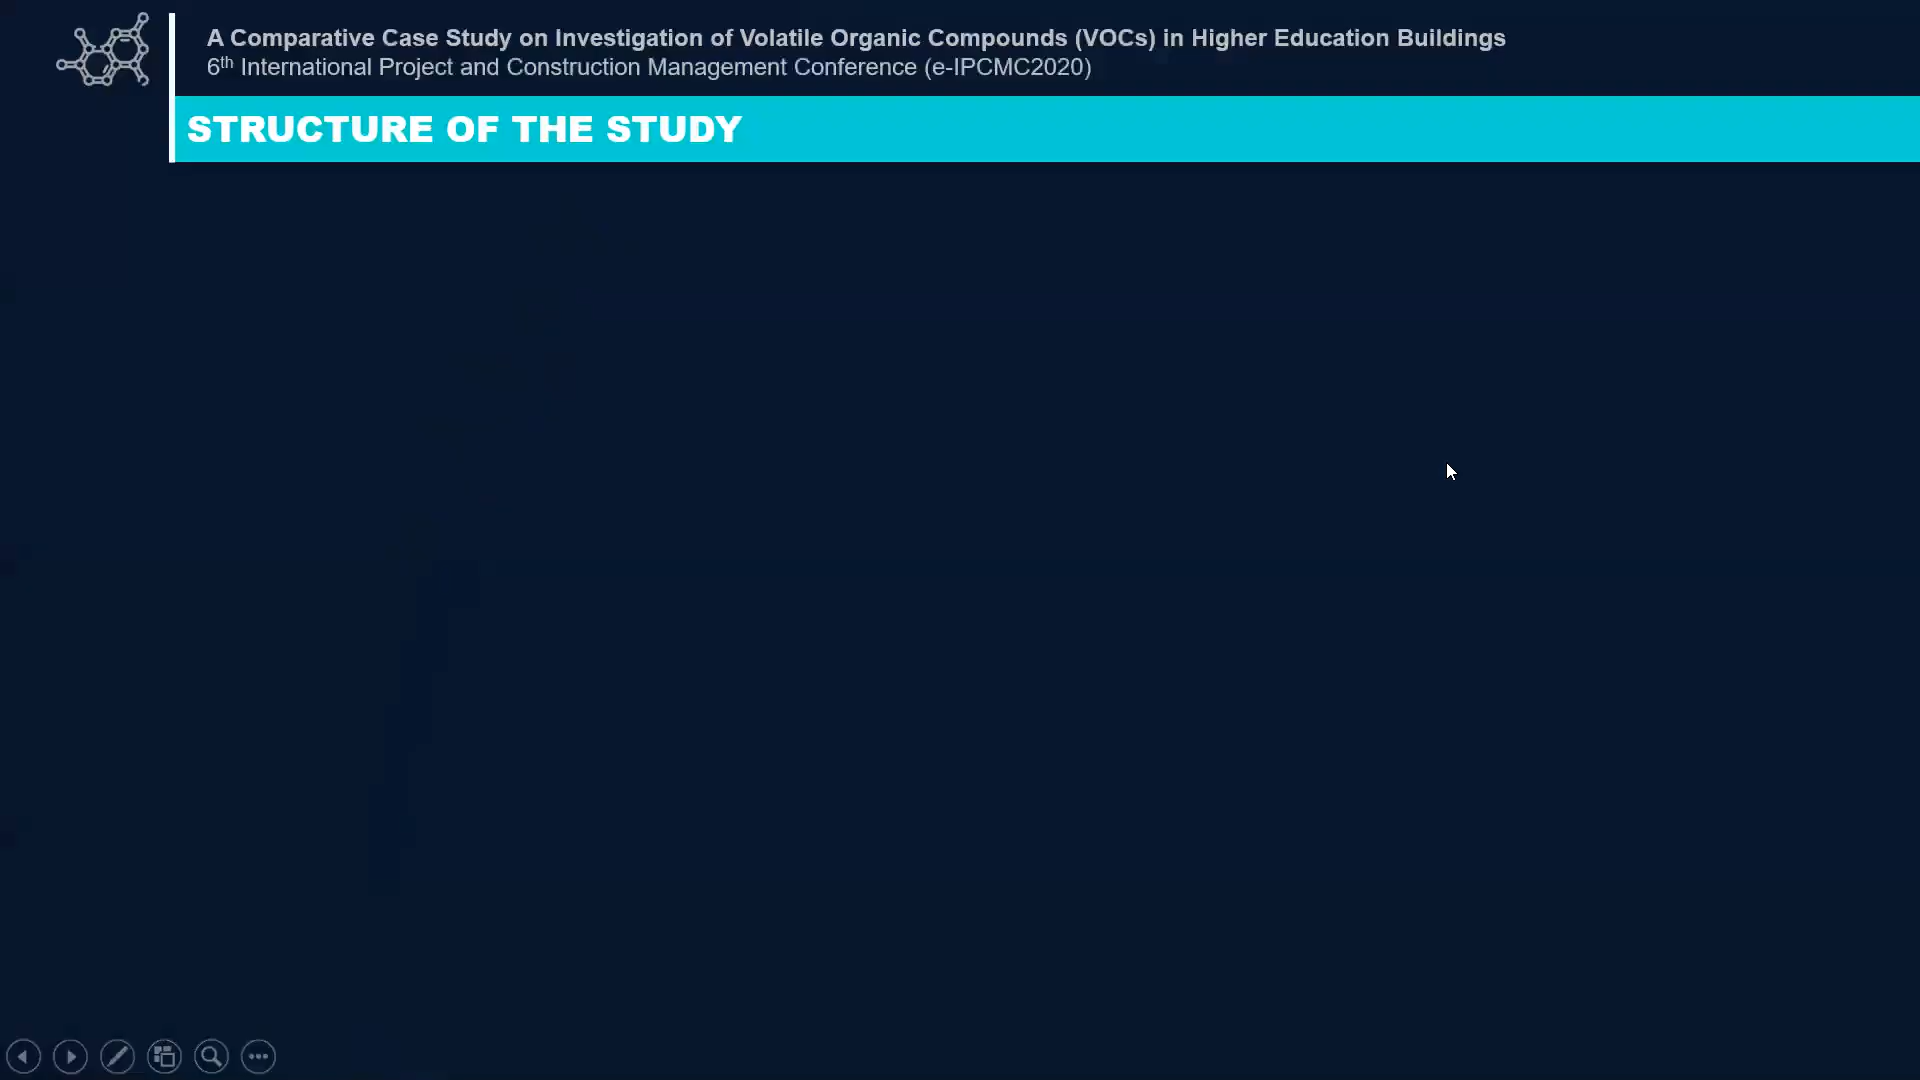 A Comparative Case Study on Investigation of Volatile Organic Compounds (VOCs) in Higher Education Buildings
6th International Project and Construction Management Conference (e-IPCMC2020)
STRUCTURE OF THE STUDY